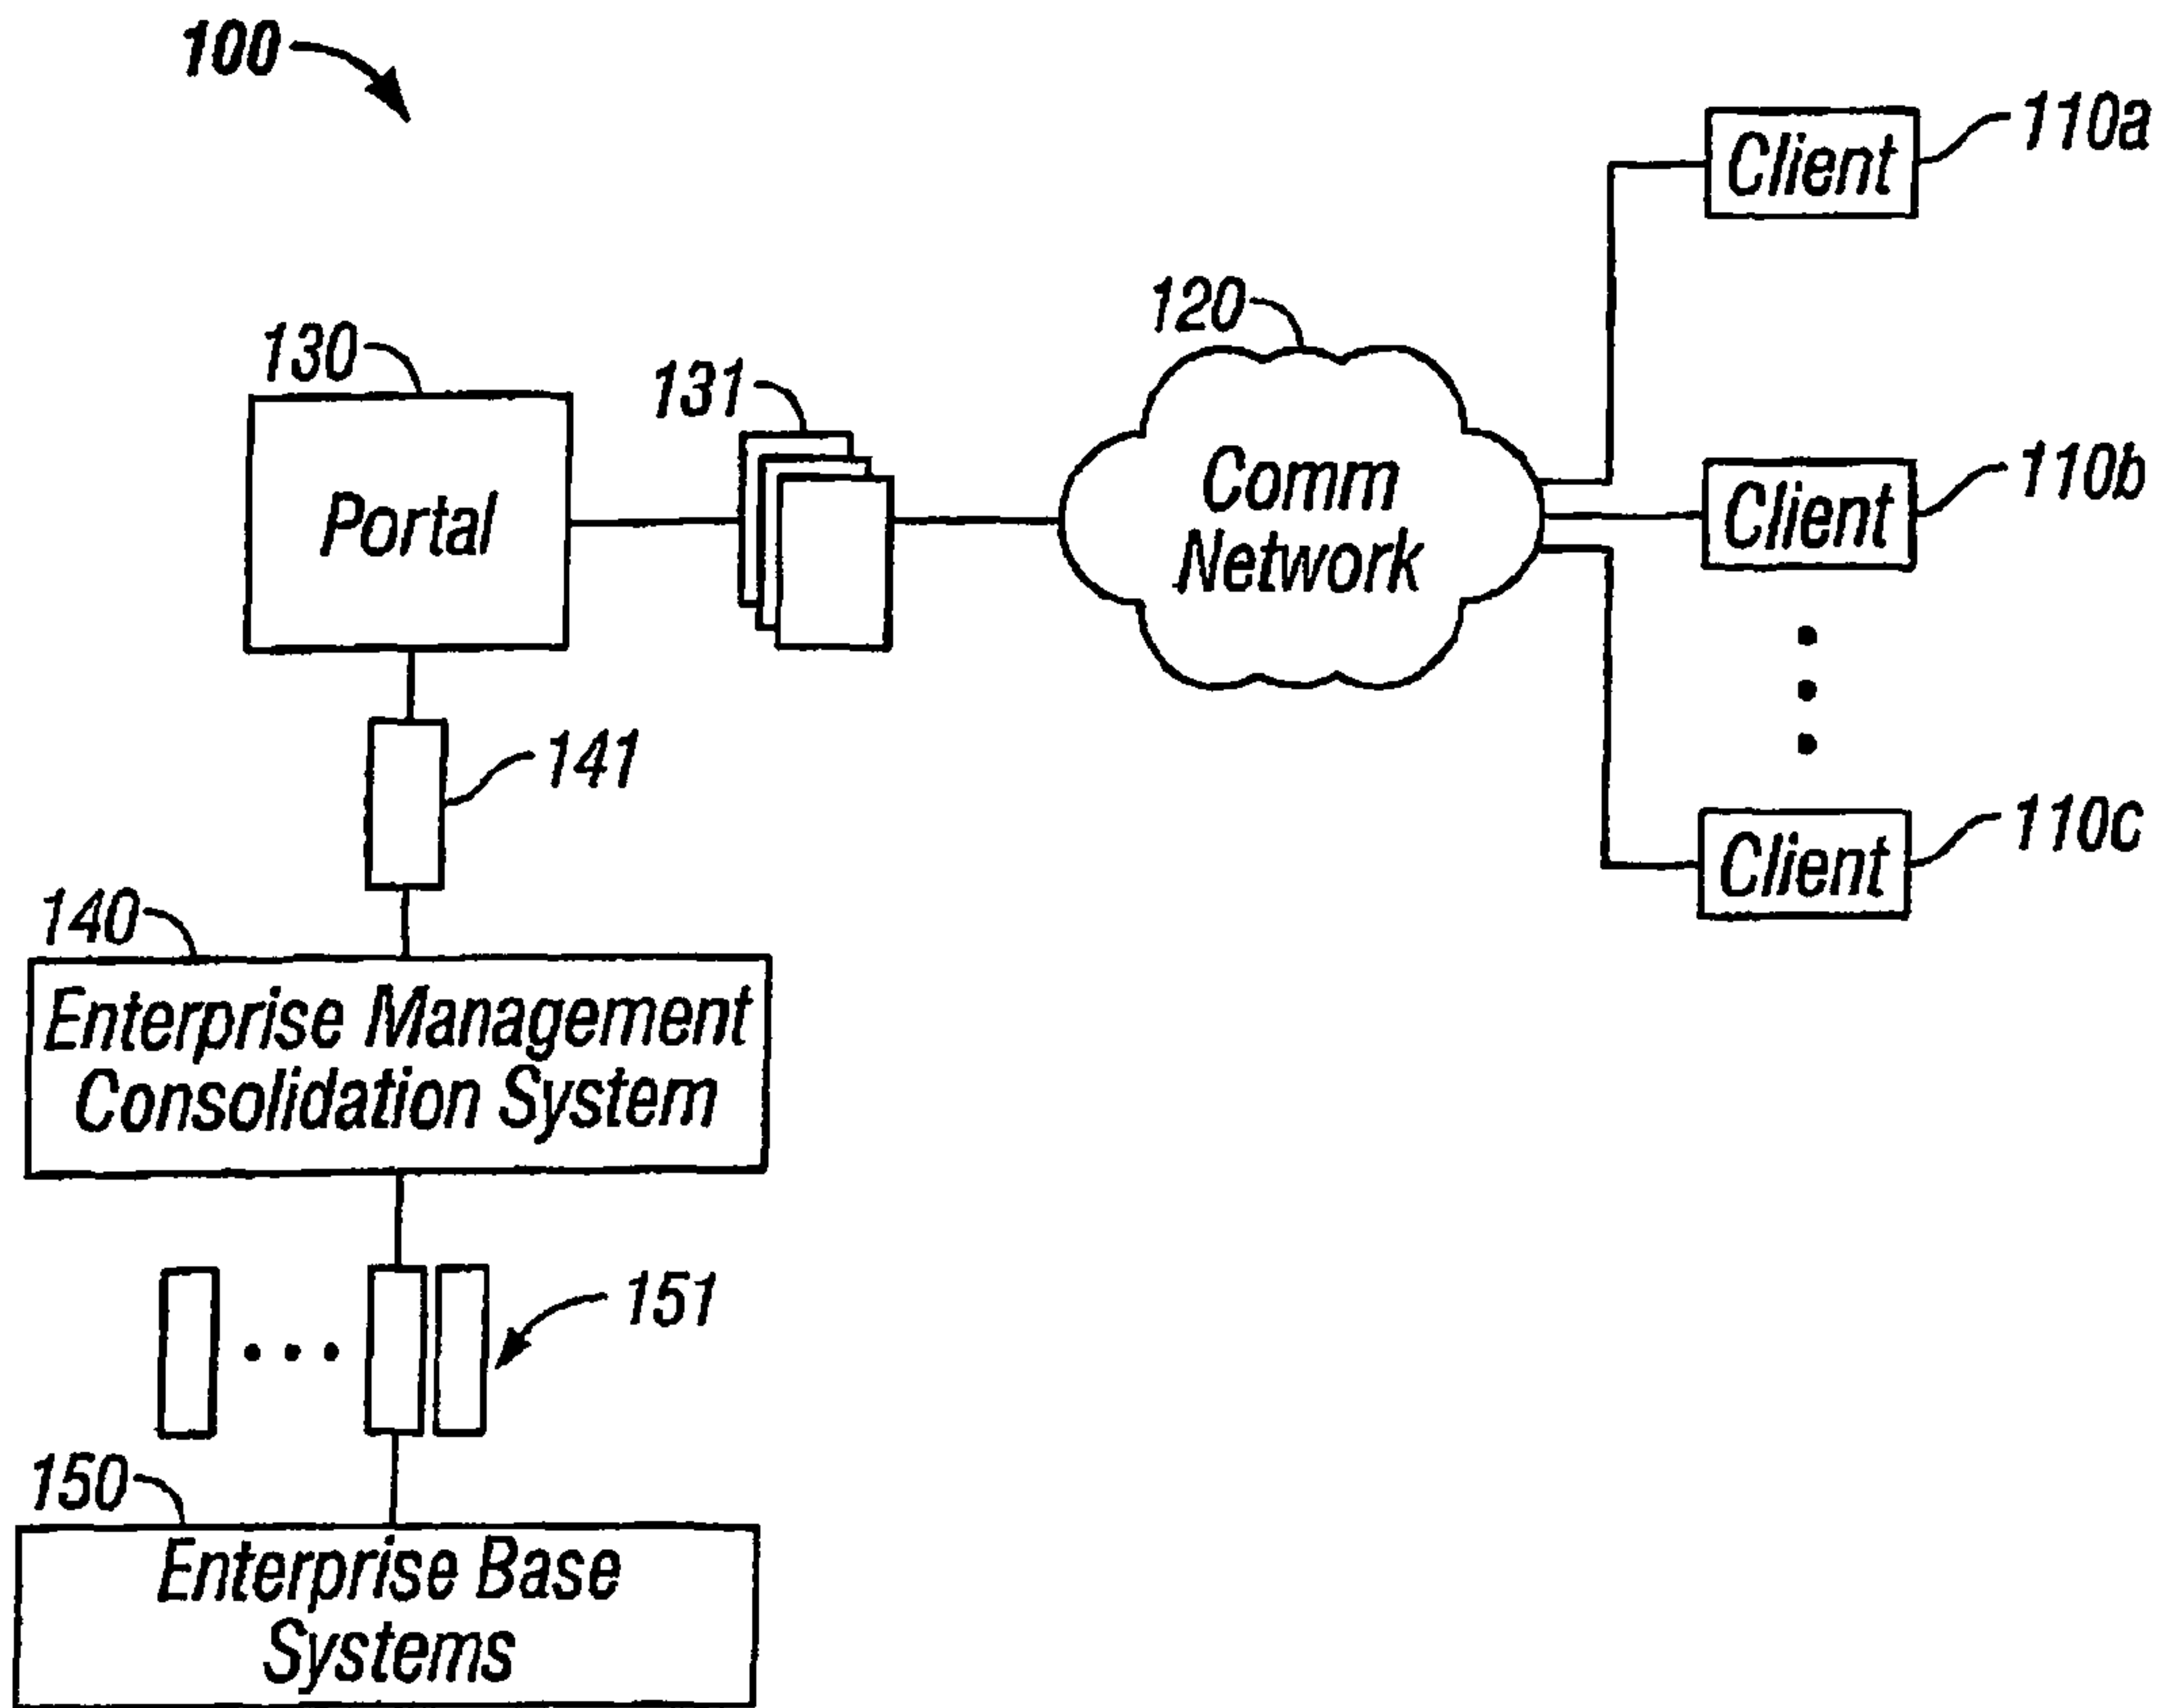 100
110a
Client
120
110b
130
131
Client
Comm
Network
Portal
141
110c
Client
140
Enterprise Management
Consolidation System
151
150
Enterprise Base
Systems